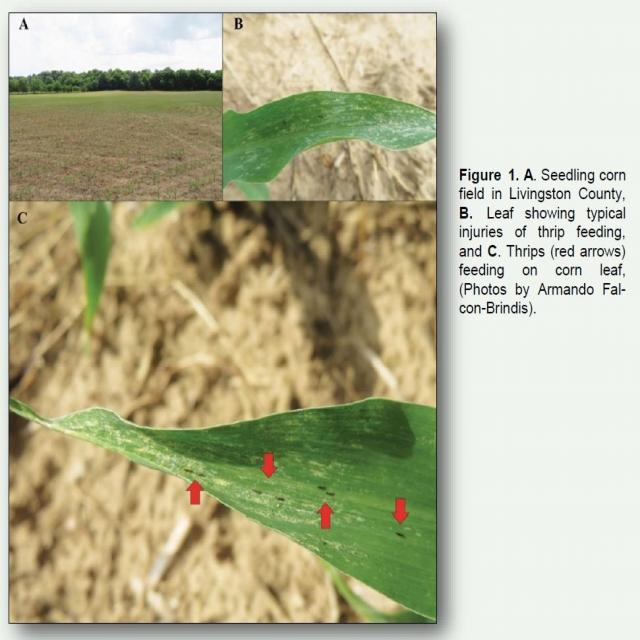 A
B
C
Figure 1. A. Seedling corn
field in Livingston County,
B. Leaf showing typical
injuries of thrip feeding,
and C. Thrips (red arrows)
feeding on corn leaf,
(Photos by Armando Fal-
con-Brindis).